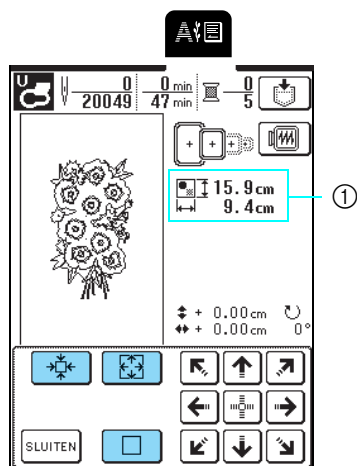 A
U 0 0 min 0
20049 47 min 5
15.9cm
9.4cm
1
+ 0.00cm
+ 0.00cm 0°
SLUITEN